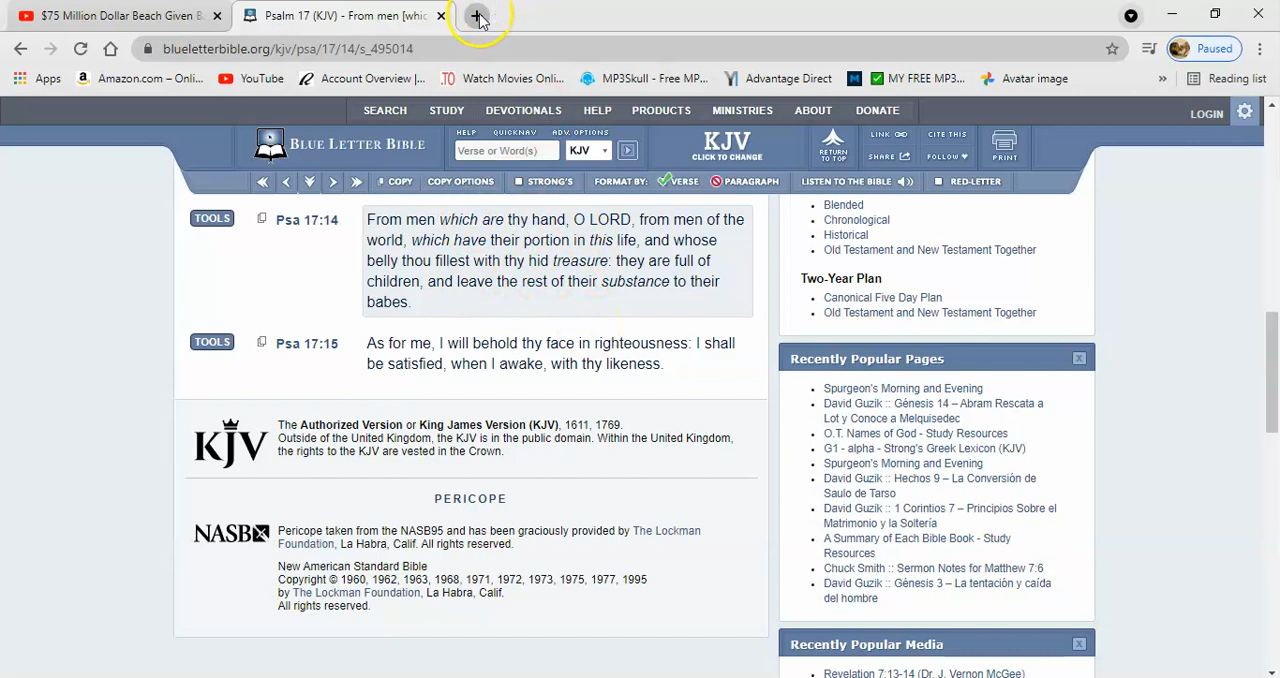 $75 Million Dollar Beach Given B
Psalm 17 (KJV) - From men [whic
blueletterbible.org/kjv/psa/17/14/s_495014
Paused
Apps
Amazon.com – Onli...
YouTube
Account Overview |...
Watch Movies Onli...
MP3Skull - Free MP...
Advantage Direct
MY FREE MP3...
Avatar image
»
Reading list
SEARCH STUDY DEVOTIONALS HELP PRODUCTS MINISTRIES ABOUT DONATE
LOGIN
BLUE LETTER BIBLE
HELP QUICKNAV ADV. OPTIONS
Verse or Word(s)
KJV
KJV
CLICK TO CHANGE
RETURN
TO TOP
LINK
CITE THIS
SHARE
FOLLOW
PRINT
COPY COPY OPTIONS STRONG'S FORMAT BY: VERSE PARAGRAPH LISTEN TO THE BIBLE RED-LETTER
TOOLS
Psa 17:14
From men which are thy hand, O LORD, from men of the
world, which have their portion in this life, and whose
belly thou fillest with thy hid treasure: they are full of
children, and leave the rest of their substance to their
babes.
TOOLS
Psa 17:15
As for me, I will behold thy face in righteousness: I shall
be satisfied, when I awake, with thy likeness.
KJV
The Authorized Version or King James Version (KJV), 1611, 1769.
Outside of the United Kingdom, the KJV is in the public domain. Within the United Kingdom,
the rights to the KJV are vested in the Crown.
PERICOPE
NASB
Pericope taken from the NASB95 and has been graciously provided by The Lockman
Foundation, La Habra, Calif. All rights reserved.
New American Standard Bible
Copyright © 1960, 1962, 1963, 1968, 1971, 1972, 1973, 1975, 1977, 1995
by The Lockman Foundation, La Habra, Calif.
All rights reserved.
Blended
Chronological
Historical
Old Testament and New Testament Together
Two-Year Plan
Canonical Five Day Plan
Old Testament and New Testament Together
Recently Popular Pages
Spurgeon's Morning and Evening
David Guzik :: Génesis 14 – Abram Rescata a
Lot y Conoce a Melquisedec
O.T. Names of God - Study Resources
G1 - alpha - Strong's Greek Lexicon (KJV)
Spurgeon's Morning and Evening
David Guzik :: Hechos 9 – La Conversión de
Saulo de Tarso
David Guzik :: 1 Corintios 7 – Principios Sobre el
Matrimonio y la Soltería
A Summary of Each Bible Book - Study
Resources
Chuck Smith :: Sermon Notes for Matthew 7:6
David Guzik :: Génesis 3 – La tentación y caída
del hombre
Recently Popular Media
Revelation 7:13-14 (Dr. J. Vernon McGee)